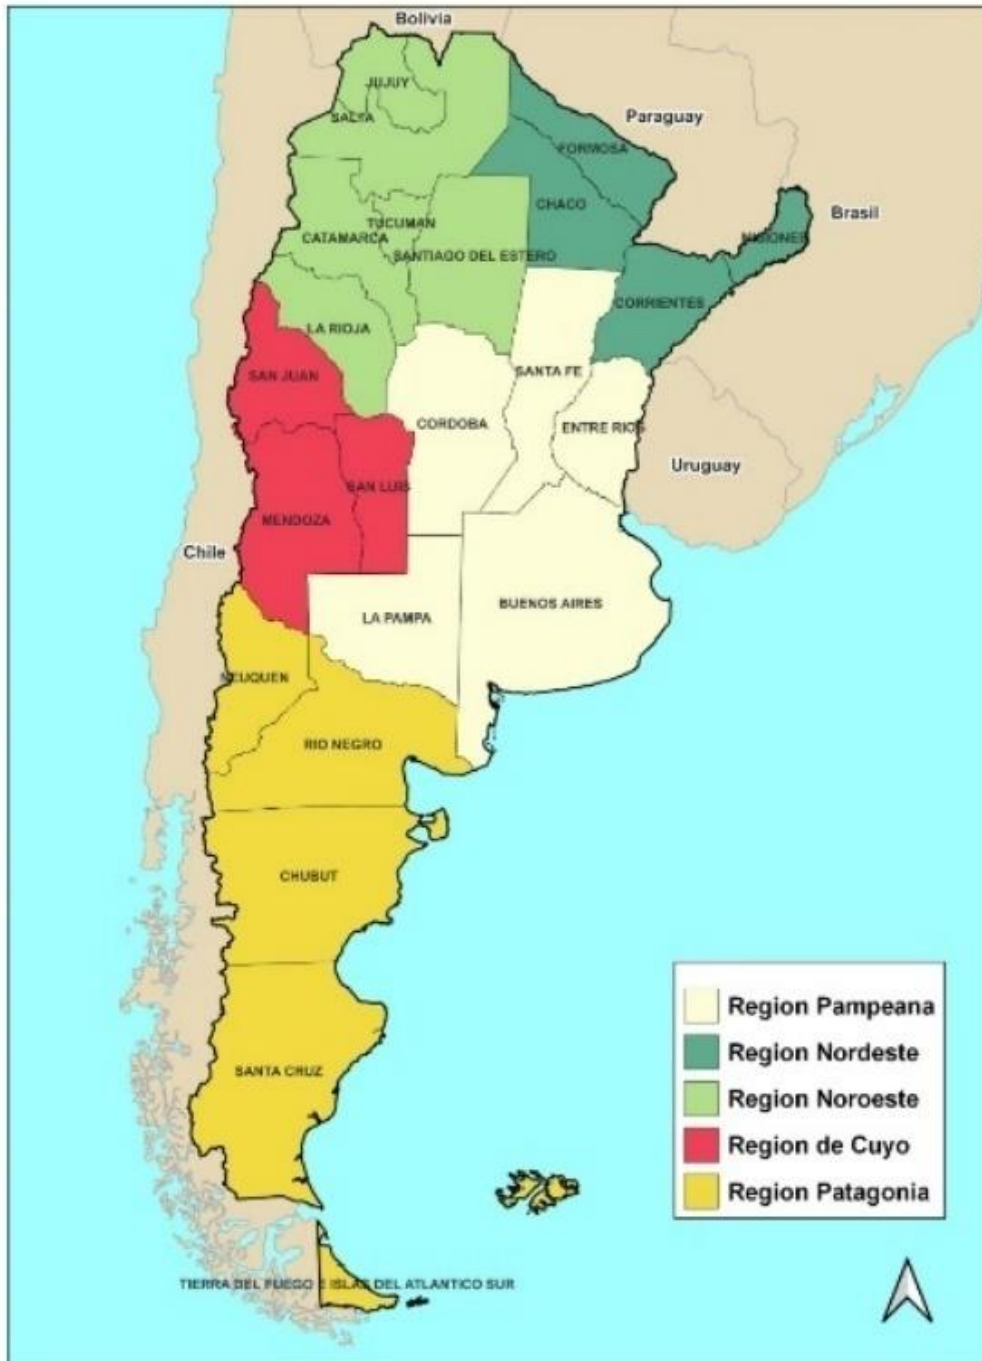 Bolivia
JUJUY
SALTA
Paraguay
FORMOSA
CHACO
Brasil
TUCUMAN
MISIONES
CATAMARCA
SANTIAGO DEL ESTERO
CORRIENTES
LA RIOJA
SAN JUAN
SANTA FE
CORDOBA
ENTRE RIOS
Uruguay
SAN LUIS
MENDOZA
Chile
BUENOS AIRES
LA PAMPA
NEUQUEN
RIO NEGRO
CHUBUT
SANTA CRUZ
TIERRA DEL FUEGO E ISLAS DEL ATLANTICO SUR
Region Pampeana
Region Nordeste
Region Noroeste
Region de Cuyo
Region Patagonia